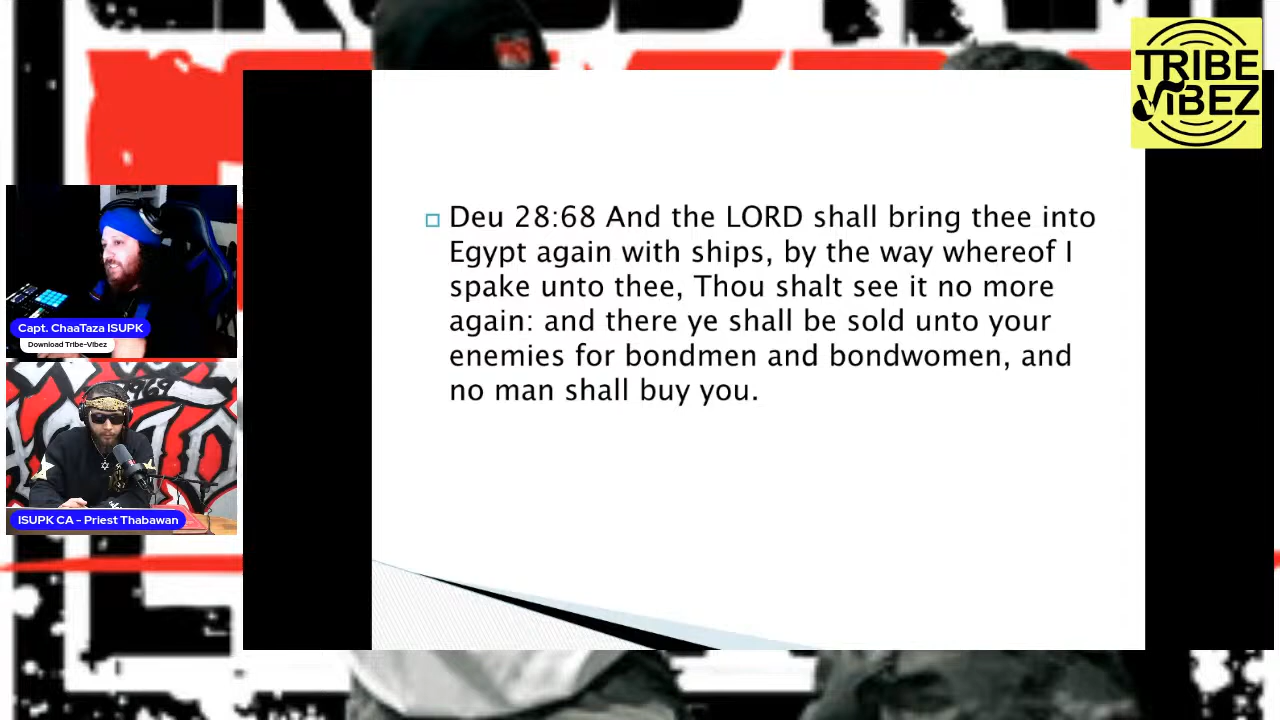 TRIBE
VIBEZ
Deu 28:68 And the LORD shall bring thee into
Egypt again with ships, by the way whereof I
spake unto thee, Thou shalt see it no more
again: and there ye shall be sold unto your
enemies for bondmen and bondwomen, and
no man shall buy you.
Capt. ChaaTaza ISUPK
Download Tribe-Vibez
1969
ISUPK CA - Priest Thabawan